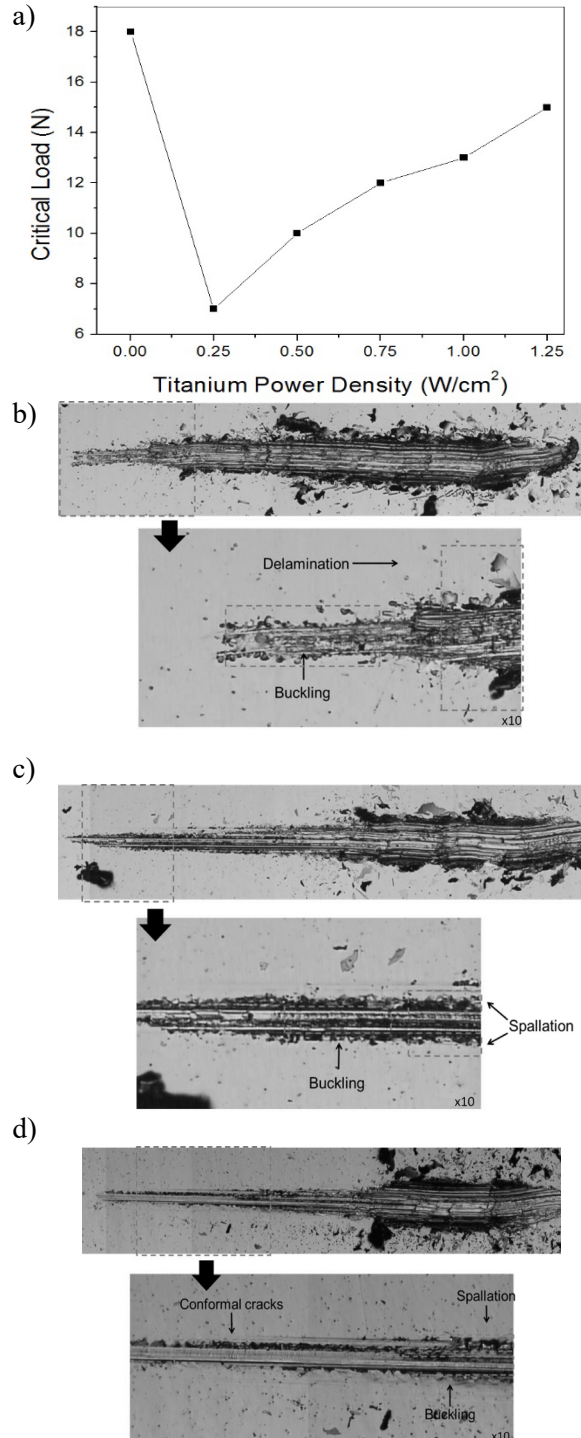 a)
18
16
14
12
10
8
6
Critical Load (N)
0.00 0.25 0.50 0.75 1.00 1.25
Titanium Power Density (W/cm²)
b)
Delamination
Buckling
x10
c)
Spallation
Buckling
x10
d)
Conformal cracks
Spallation
Buckling
x10